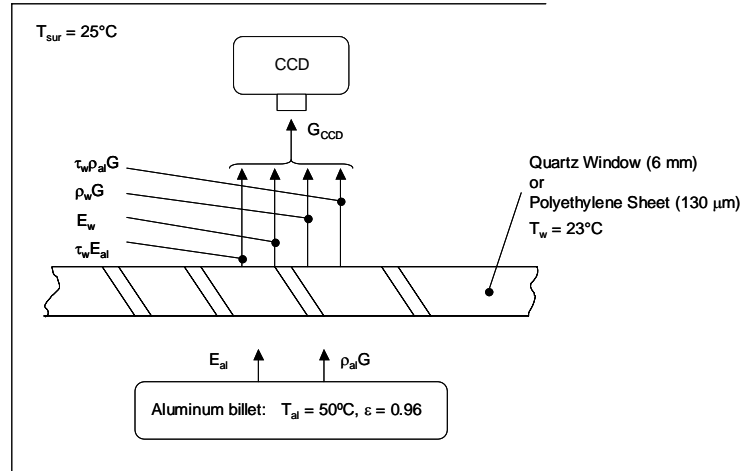 T_sur = 25°C
CCD
G_CCD
τ_wρ_alG
ρ_wG
E_w
τ_wE_al
Quartz Window (6 mm)
or
Polyethylene Sheet (130 μm)
T_w = 23°C
E_al
ρ_alG
Aluminum billet: T_al = 50ºC, ε = 0.96